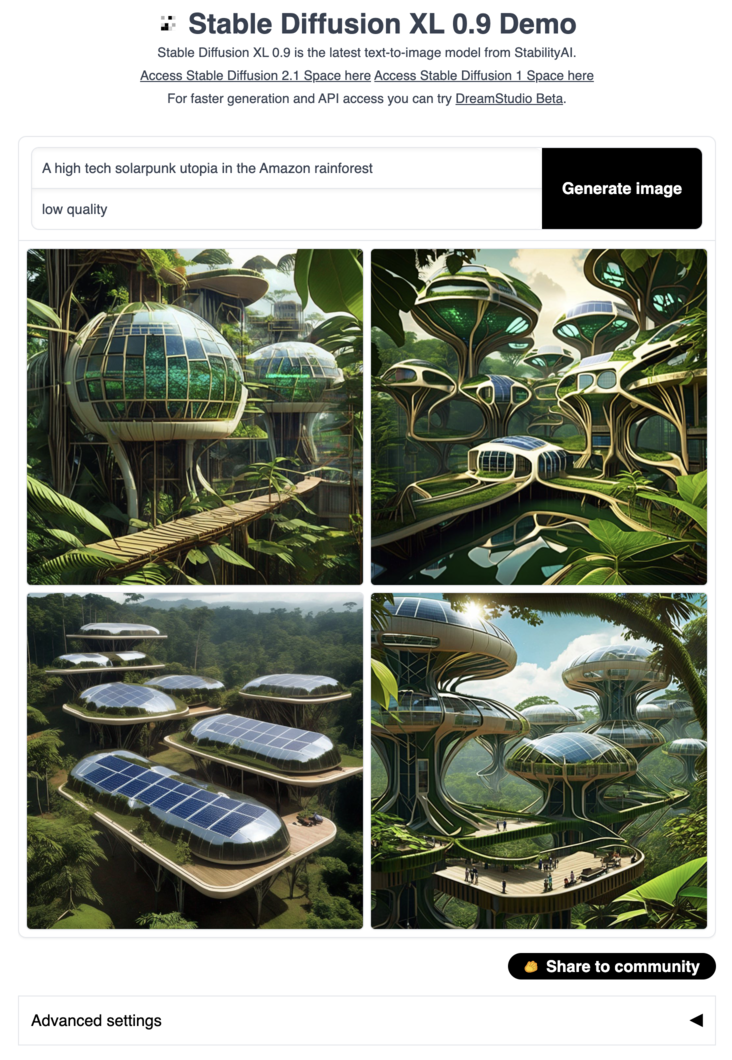 Stable Diffusion XL 0.9 Demo
Stable Diffusion XL 0.9 is the latest text-to-image model from StabilityAI.
Access Stable Diffusion 2.1 Space here Access Stable Diffusion 1 Space here
For faster generation and API access you can try DreamStudio Beta.
A high tech solarpunk utopia in the Amazon rainforest
Generate image
low quality
Share to community
Advanced settings